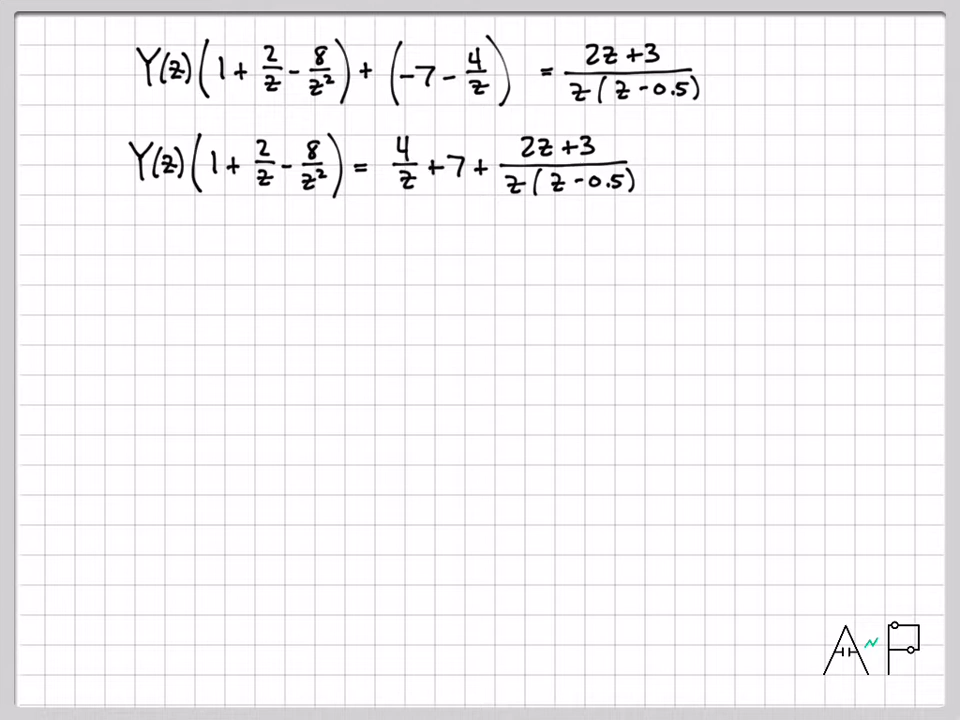 Y(z)(1 + 2/z - 8/z²) + (-7 - 4/z) = (2z+3)/(z(z-0.5))
Y(z)(1 + 2/z - 8/z²) = 4/z + 7 + (2z+3)/(z(z-0.5))
A P